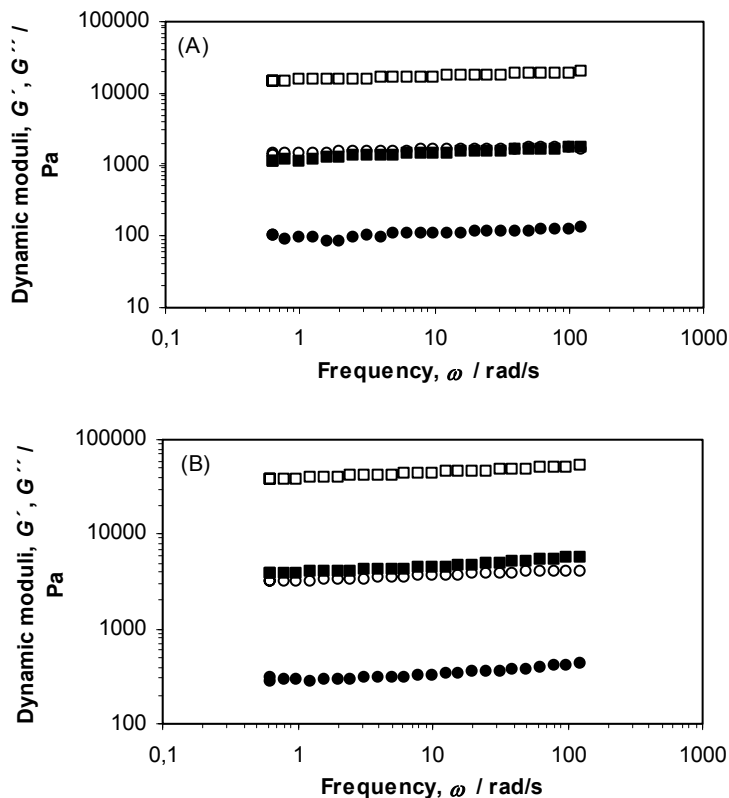 (A)
100000
10000
1000
100
10
0,1
1
10
100
1000
Dynamic moduli, G´, G´´ /
Pa
Frequency, ω / rad/s
(B)
100000
10000
1000
100
0,1
1
10
100
1000
Dynamic moduli, G´, G´´ /
Pa
Frequency, ω / rad/s